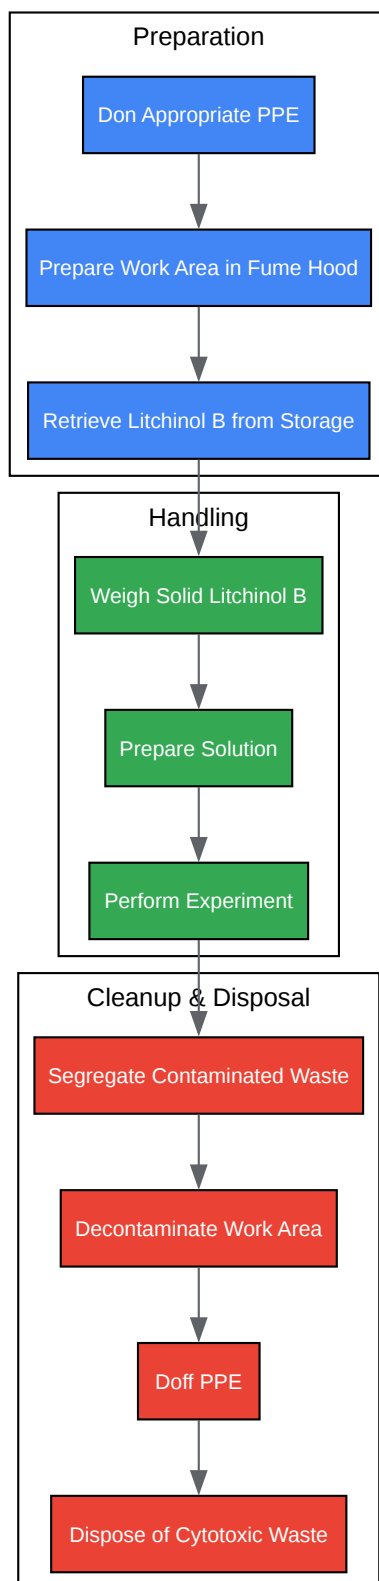 Preparation
Don Appropriate PPE
Prepare Work Area in Fume Hood
Retrieve Litchinol B from Storage
Handling
Weigh Solid Litchinol B
Prepare Solution
Perform Experiment
Cleanup & Disposal
Segregate Contaminated Waste
Decontaminate Work Area
Doff PPE
Dispose of Cytotoxic Waste